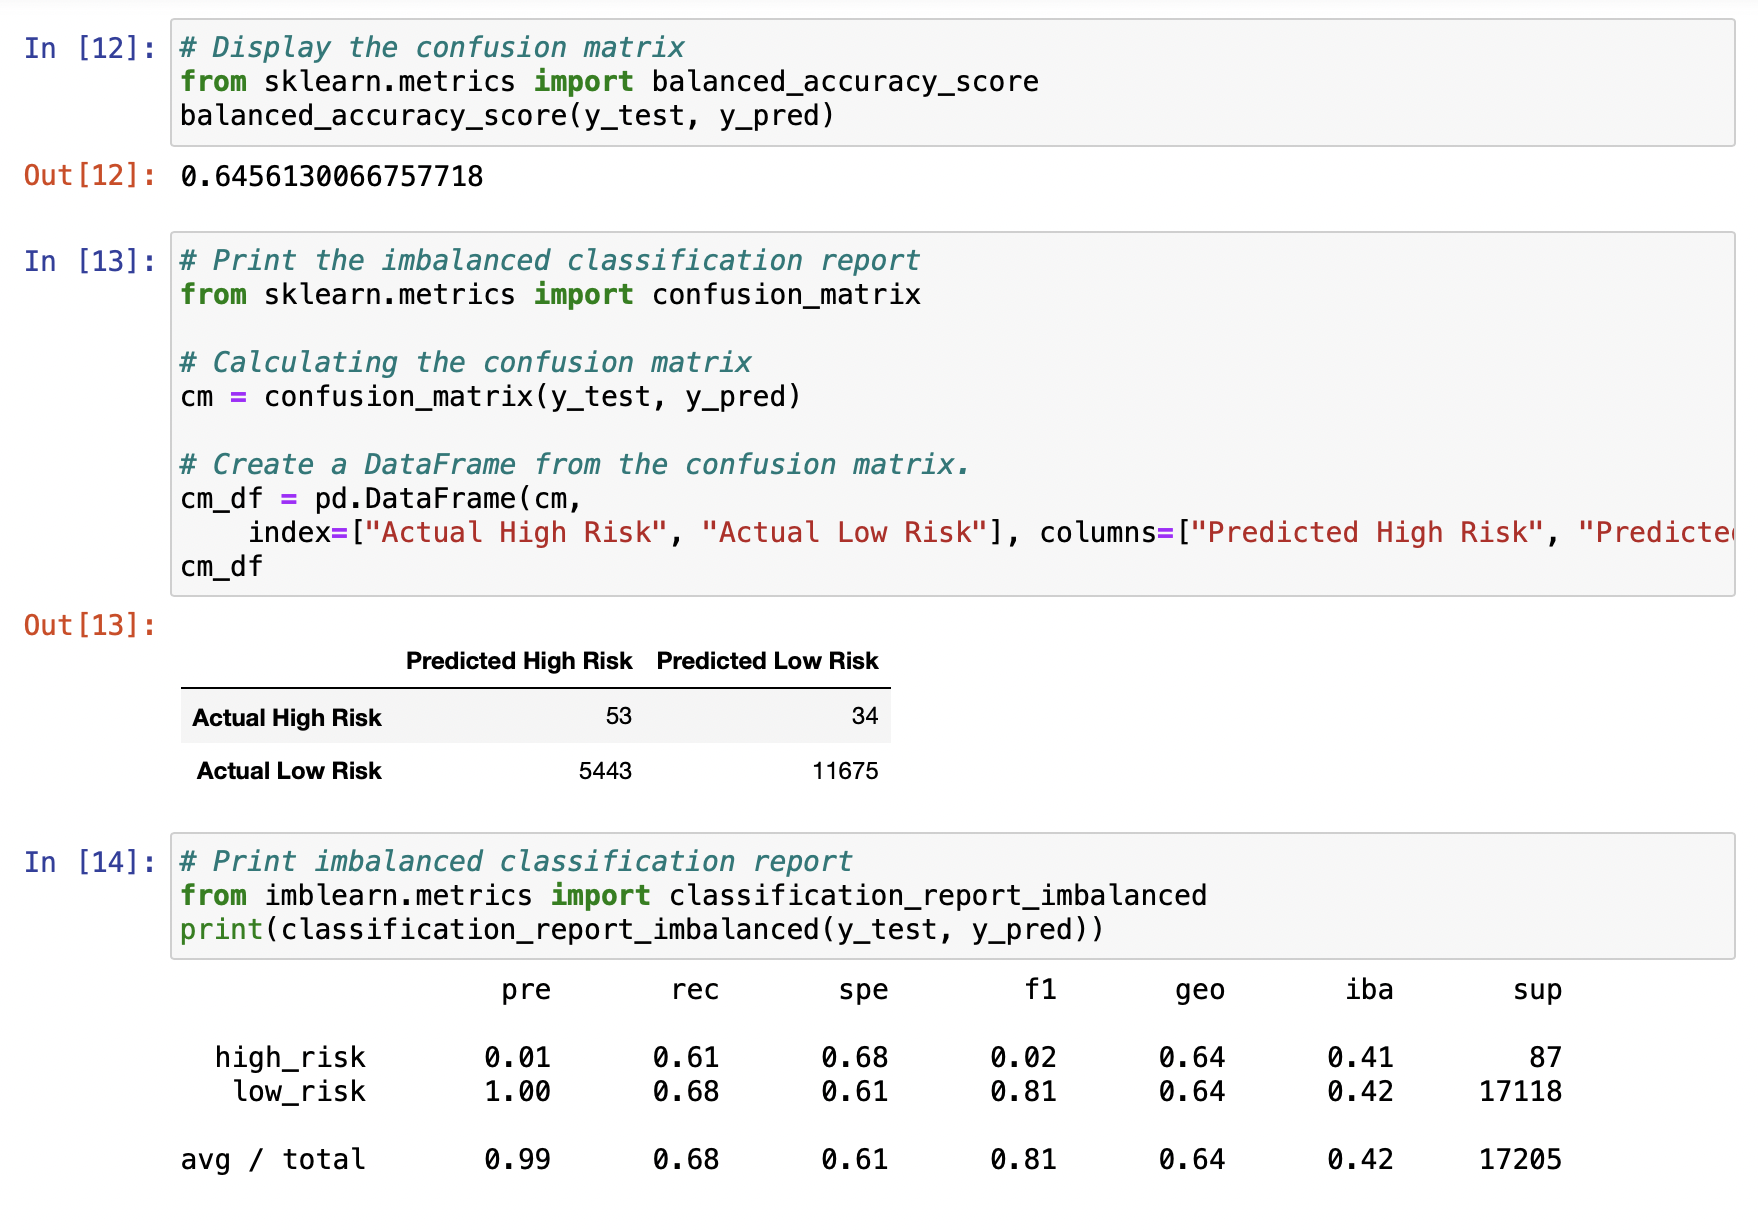 In [12]: # Display the confusion matrix
from sklearn.metrics import balanced_accuracy_score
balanced_accuracy_score(y_test, y_pred)
Out[12]: 0.6456130066757718
In [13]: # Print the imbalanced classification report
from sklearn.metrics import confusion_matrix
# Calculating the confusion matrix
cm = confusion_matrix(y_test, y_pred)
# Create a DataFrame from the confusion matrix.
cm_df = pd.DataFrame(cm,
index=["Actual High Risk", "Actual Low Risk"], columns=["Predicted High Risk", "Predicted
cm_df
Out[13]:
Predicted High Risk Predicted Low Risk
Actual High Risk 53 34
Actual Low Risk 5443 11675
In [14]: # Print imbalanced classification report
from imblearn.metrics import classification_report_imbalanced
print(classification_report_imbalanced(y_test, y_pred))
pre rec spe f1 geo iba sup
high_risk 0.01 0.61 0.68 0.02 0.64 0.41 87
low_risk 1.00 0.68 0.61 0.81 0.64 0.42 17118
avg / total 0.99 0.68 0.61 0.81 0.64 0.42 17205